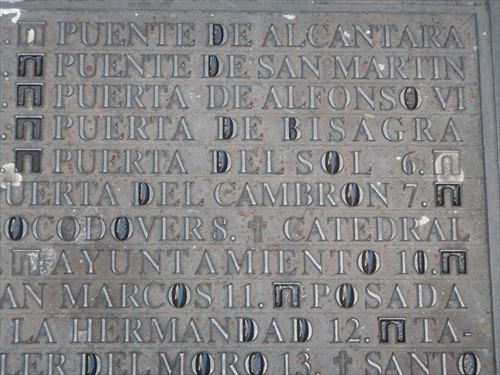 PUENTE DE ALCANTARA
PUENTE DE SAN MARTIN
PUERTA DE ALFONSO VI
PUERTA DE BISAGRA
PUERTA DEL SOL 6.
UERTA DEL CAMBRON 7.
OCODOVER 8. CATEDRAL
AYUNTAMIENTO 10.
AN MARCOS 11. POSADA
LA HERMANDAD 12. TA-
ER DEL MORO 13. SANTO